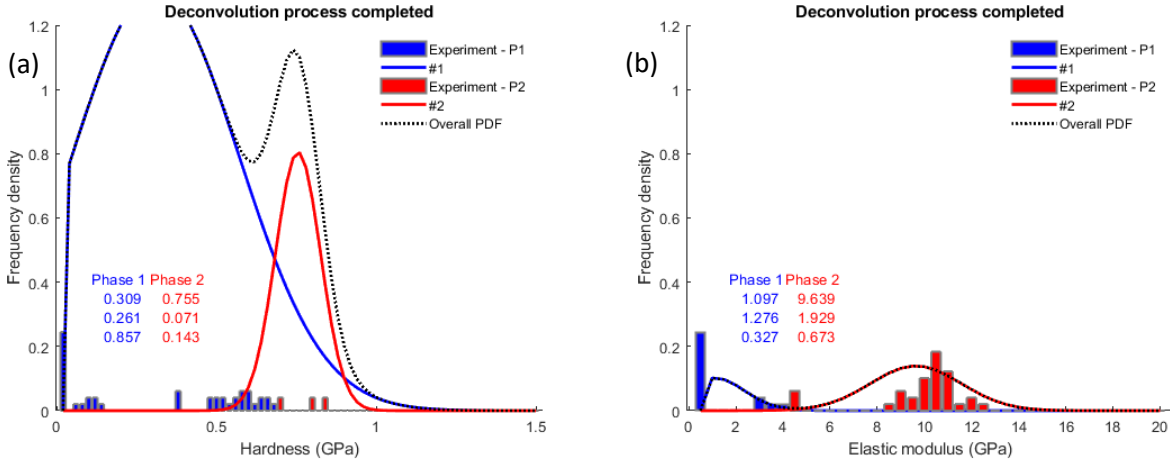 (a)
Deconvolution process completed
1.2
1
0.8
0.6
0.4
0.2
0
Frequency density
Experiment - P1
#1
Experiment - P2
#2
Overall PDF
Phase 1 Phase 2
0.309 0.755
0.261 0.071
0.857 0.143
0 0.5 1 1.5
Hardness (GPa)
(b)
Deconvolution process completed
1.2
1
0.8
0.6
0.4
0.2
0
Frequency density
Experiment - P1
#1
Experiment - P2
#2
Overall PDF
Phase 1 Phase 2
1.097 9.639
1.276 1.929
0.327 0.673
0 2 4 6 8 10 12 14 16 18 20
Elastic modulus (GPa)